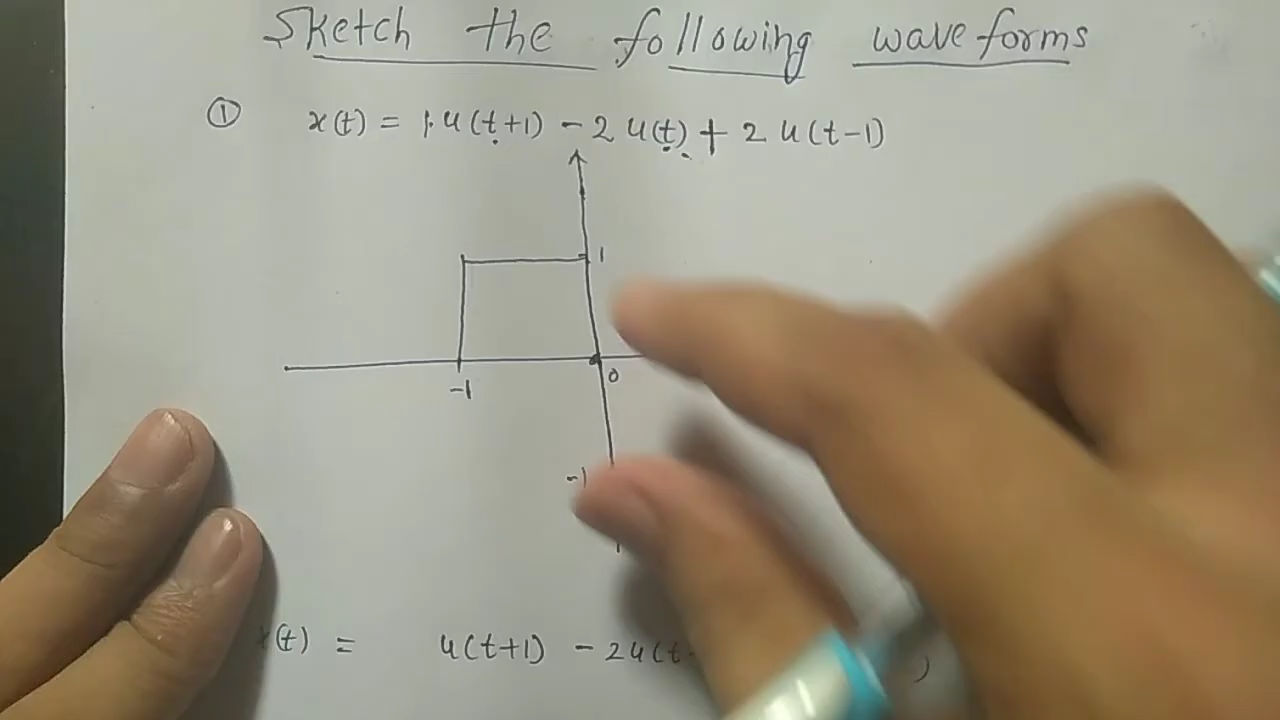 Sketch the following waveforms
① x(t) = 1.u(t+1) - 2 u(t) + 2 u(t-1)
1
-1
0
-1
x(t) = u(t+1) - 2u(t- )